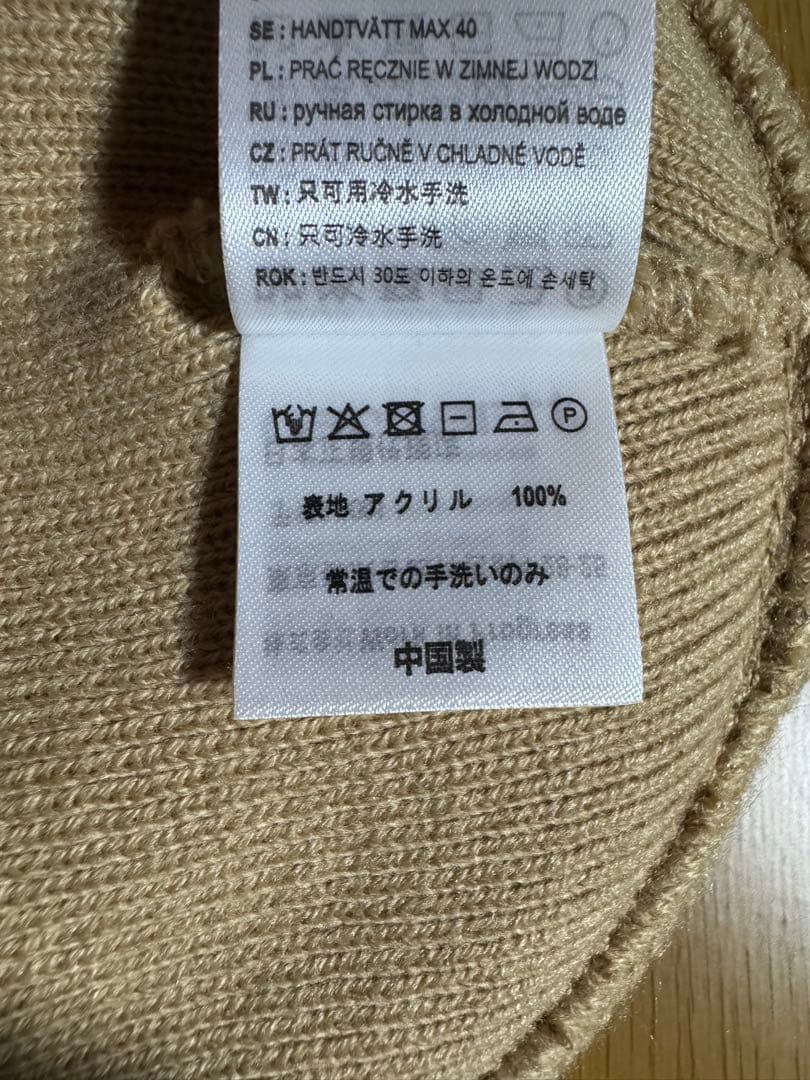 SE : HANDTVÄTT MAX 40
PL : PRAĆ RĘCZNIE W ZIMNEJ WODZI
RU : ручная стирка в холодной воде
CZ : PRÁT RUČNĚ V CHLADNÉ VODĚ
TW : 只可用冷水手洗
CN : 只可冷水手洗
ROK : 반드시 30도 이하의 온도에 손세탁
P
表地 アクリル 100%
常温での手洗いのみ
中国製